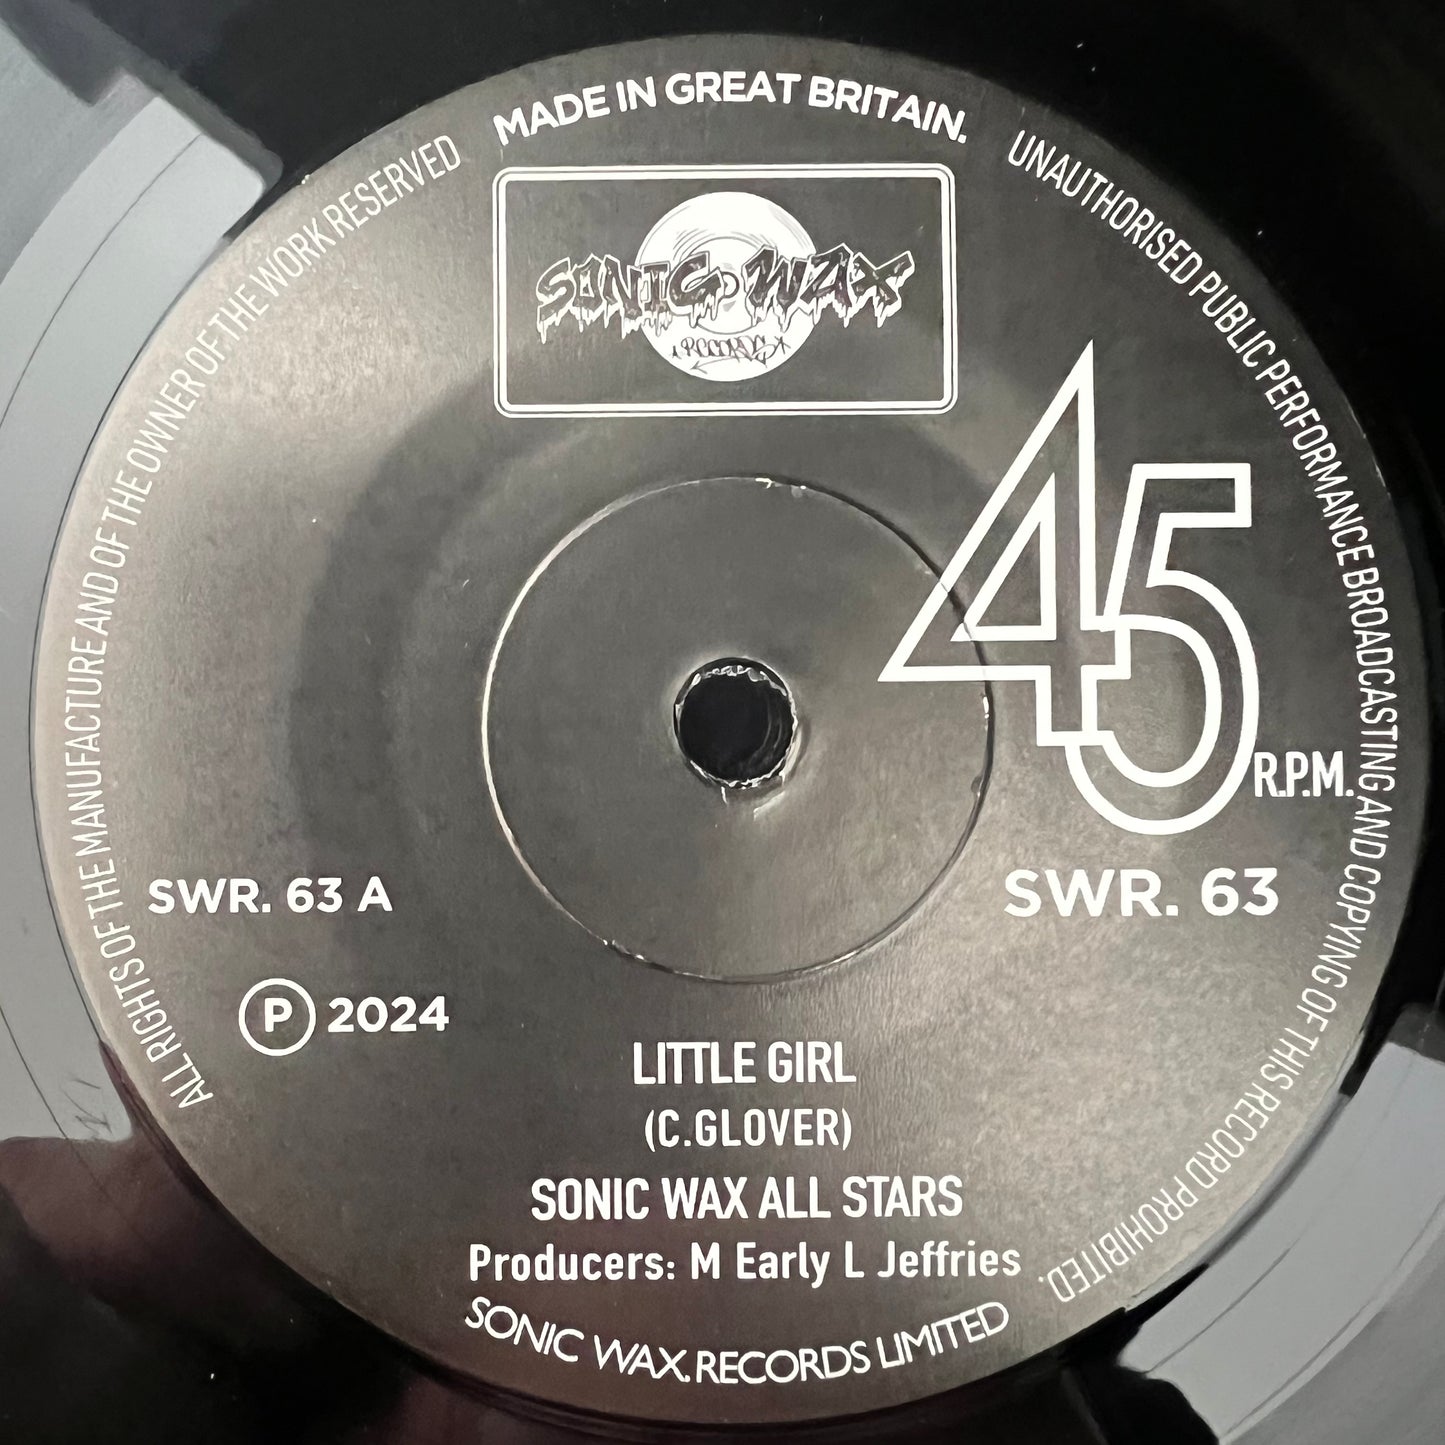 MADE IN GREAT BRITAIN.
UNAUTHORISED PUBLIC PERFORMANCE BROADCASTING AND COPYING OF THIS RECORD PROHIBITED.
ALL RIGHTS OF THE MANUFACTURE AND OF THE OWNER OF THE WORK RESERVED
SONIC WAX
RECORDS
45
R.P.M.
SWR. 63 A
SWR. 63
P 2024
LITTLE GIRL
(C.GLOVER)
SONIC WAX ALL STARS
Producers: M Early L Jeffries
SONIC WAX. RECORDS LIMITED